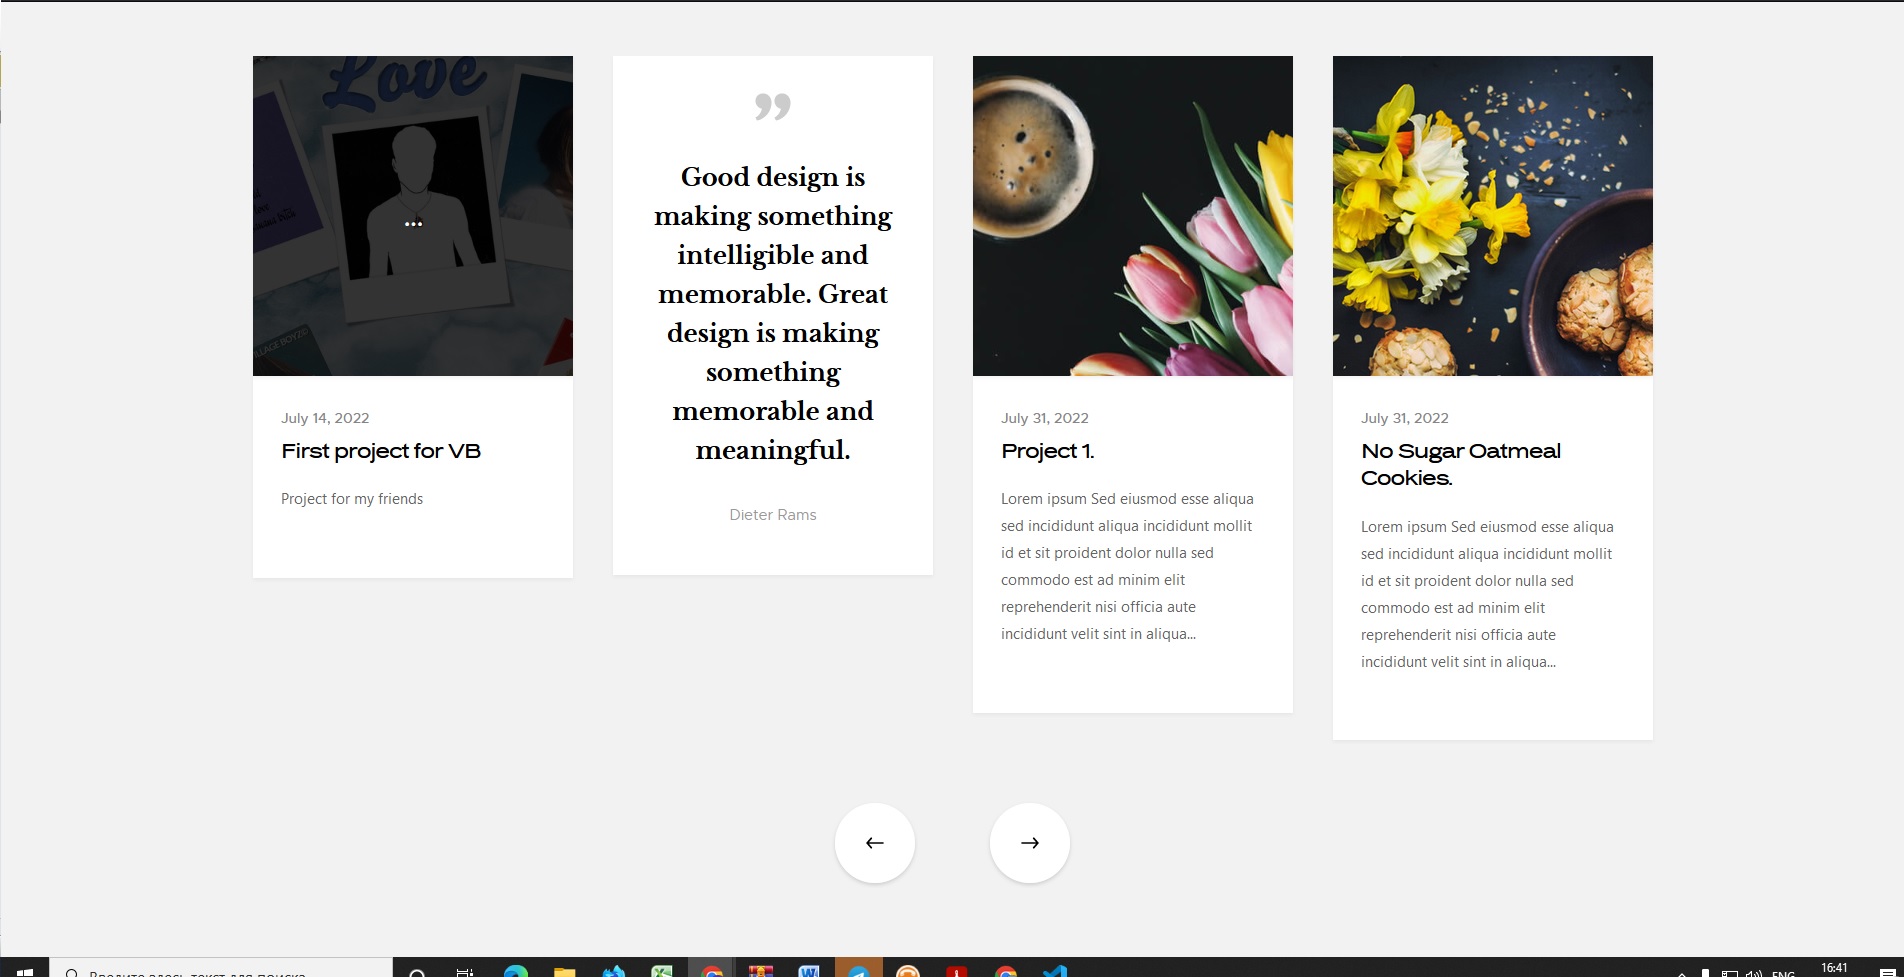 Love
July 14, 2022
First project for VB
Project for my friends
”
Good design is
making something
intelligible and
memorable. Great
design is making
something
memorable and
meaningful.
Dieter Rams
July 31, 2022
Project 1.
Lorem ipsum Sed eiusmod esse aliqua
sed incididunt aliqua incididunt mollit
id et sit proident dolor nulla sed
commodo est ad minim elit
reprehenderit nisi officia aute
incididunt velit sint in aliqua...
July 31, 2022
No Sugar Oatmeal
Cookies.
Lorem ipsum Sed eiusmod esse aliqua
sed incididunt aliqua incididunt mollit
id et sit proident dolor nulla sed
commodo est ad minim elit
reprehenderit nisi officia aute
incididunt velit sint in aliqua...
← →
Введите здесь текст для поиска
ENG
16:41